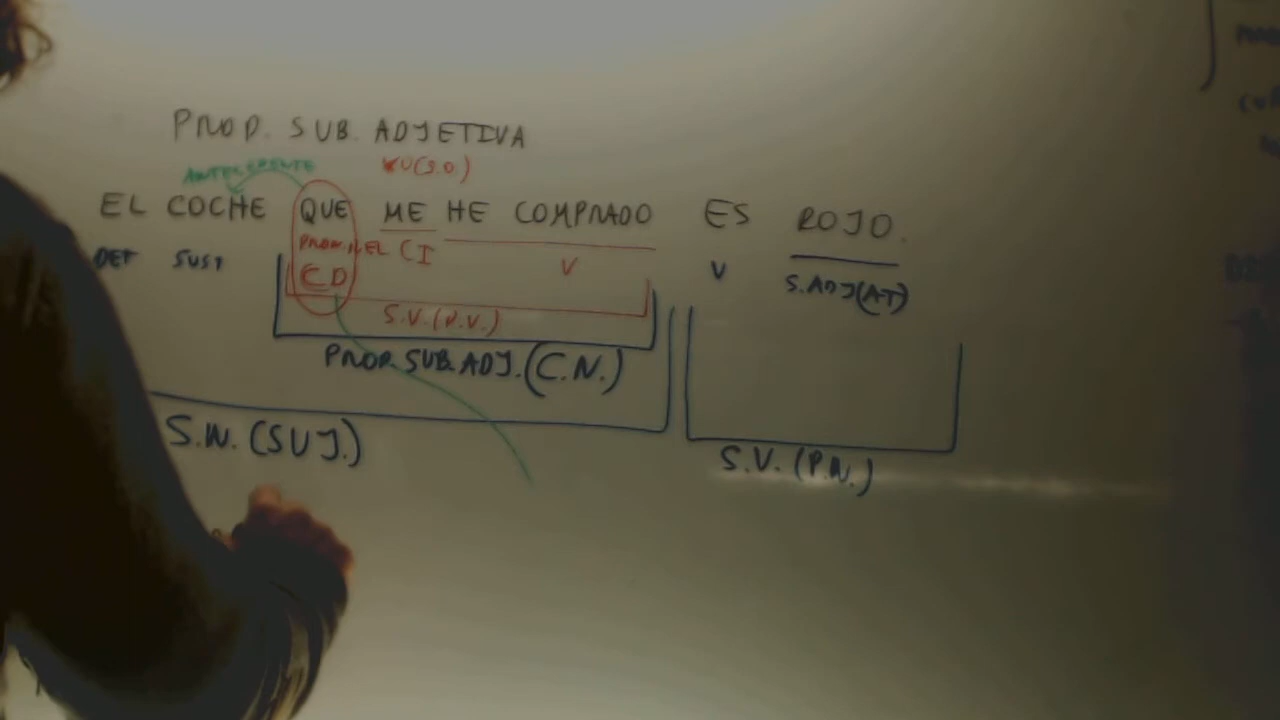 PROP. SUB. ADJETIVA
ANTECEDENTE YO (S.O.)
EL COCHE QUE ME HE COMPRADO ES ROJO.
DET SUST PRON. REL CI V V S.ADJ(AT)
CD
S.V.(P.V.)
PROP. SUB. ADJ. (C.N.)
S.N. (SUJ.)
S.V. (P.N.)